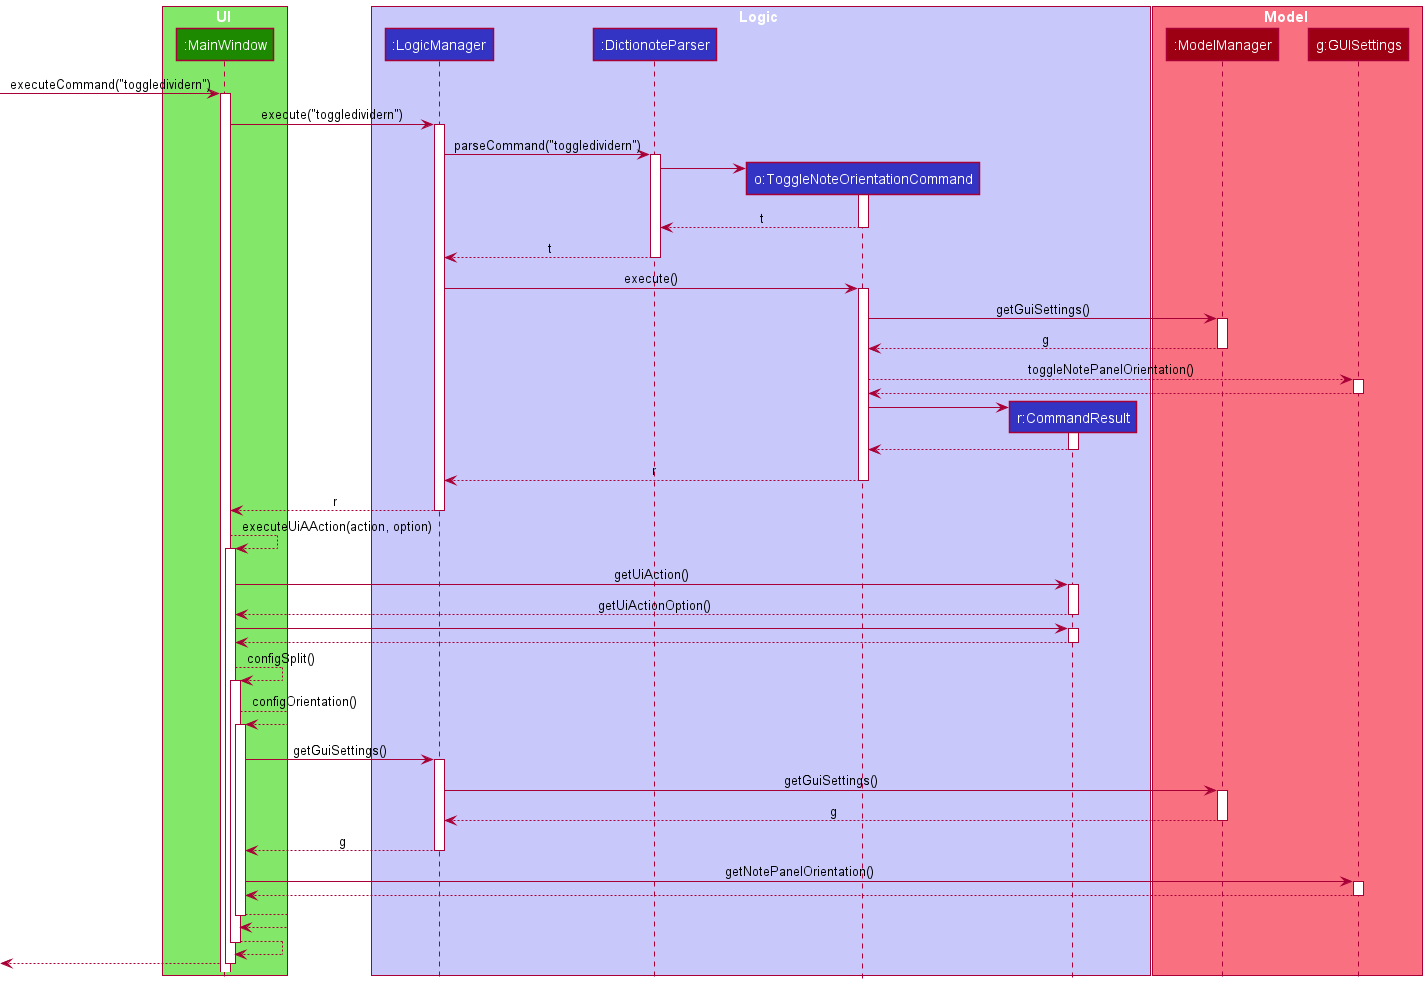 UI
Logic
Model
:MainWindow
:LogicManager
:DictionoteParser
:ModelManager
g:GUISettings
executeCommand("toggledividern")
execute("toggledividern")
parseCommand("toggledividern")
o:ToggleNoteOrientationCommand
t
t
execute()
getGuiSettings()
g
toggleNotePanelOrientation()
r:CommandResult
r
r
executeUiAAction(action, option)
getUiAction()
getUiActionOption()
configSplit()
configOrientation()
getGuiSettings()
getGuiSettings()
g
g
getNotePanelOrientation()